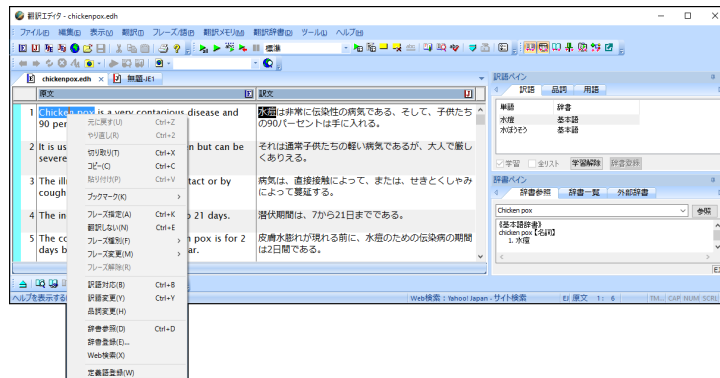 翻訳エディタ - chickenpox.edh
ファイル(F) 編集(E) 表示(V) 翻訳(T) フレーズ/語(P) 翻訳メモリ(M) 翻訳辞書(D) ツール(L) ヘルプ(H)
標準
chickenpox.edh × 無題-JE1
原文 E 訳文 J
1 Chicken pox is a very contagious disease and
90 per
水痘は非常に伝染性の病気である、そして、子供たち
の90パーセントは手に入れる。
2 It is us
n but can be
severe
それは通常子供たちの軽い病気であるが、大人で厳し
くありえる。
3 The illn
tact or by
cough
病気は、直接接触によって、または、せきとくしゃみ
によって蔓延する。
4 The in
o 21 days.
潜伏期間は、7から21日までである。
5 The co
n pox is for 2
days b
ar.
皮膚水膨れが現れる前に、水痘のための伝染病の期間
は2日間である。
元に戻す(U) Ctrl+Z
やり直し(R) Ctrl+2
切り取り(T) Ctrl+X
コピー(C) Ctrl+C
貼り付け(P) Ctrl+V
ブックマーク(K)
フレーズ指定(A) Ctrl+K
翻訳しない(N) Ctrl+E
フレーズ種別(F)
フレーズ変更(M)
フレーズ解除(R)
訳語対応(B) Ctrl+B
訳語変更(Y) Ctrl+Y
品詞変更(H)
辞書参照(D) Ctrl+D
辞書登録(E)...
Web検索(X)
定義語登録(W)
訳語ペイン
訳語 品詞 用語
単語 辞書
水痘 基本語
水ぼうそう 基本語
学習 全リスト 学習解除 辞書登録
辞書ペイン
辞書参照 辞書一覧 外部辞書
Chicken pox 参照
《基本語辞書》
chicken pox【名詞】
1. 水痘
ヘルプを表示する
Web検索 : Yahoo! Japan - サイト検索 EJ 原文 1: 6 TM... CAP NUM SCRL